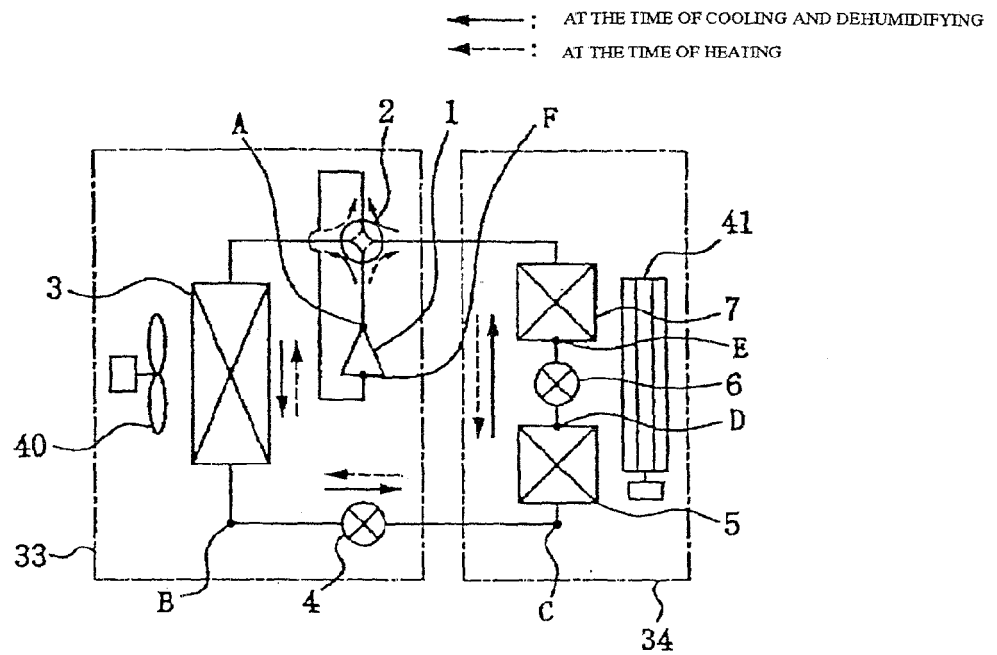 : AT THE TIME OF COOLING AND DEHUMIDIFYING
: AT THE TIME OF HEATING
A 2 1 F
41
3
7
E
6
D
40
5
33
B 4 C
34